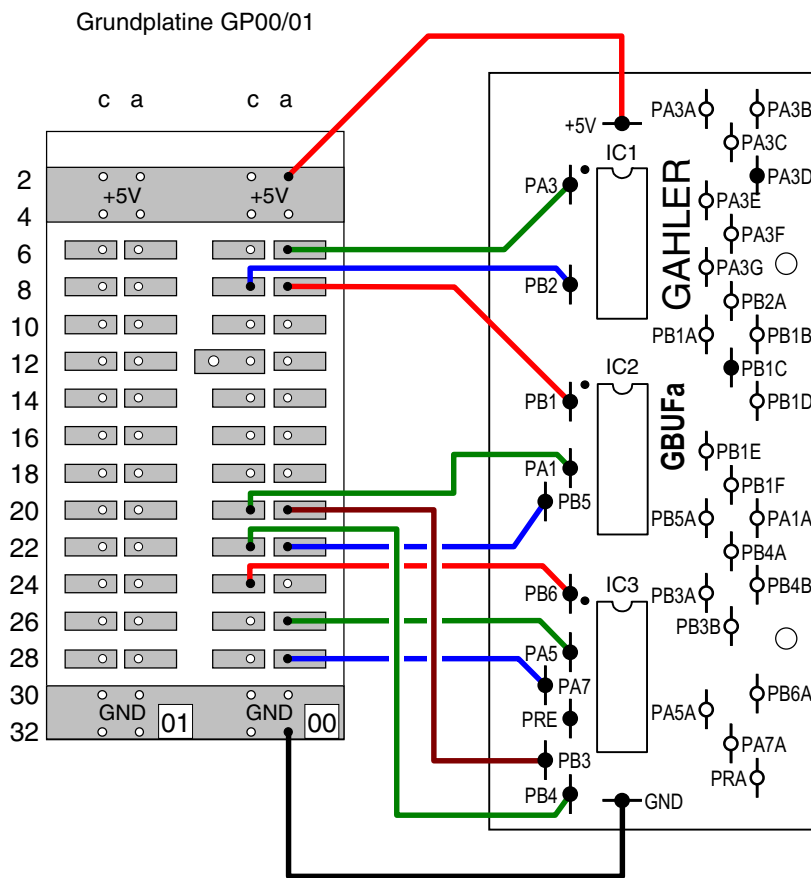 Grundplatine GP00/01
c a c a
2
+5V +5V
4
6
8
10
12
14
16
18
20
22
24
26
28
30
GND 01 GND 00
32
+5V
IC1
PA3
PB2
GAHLER
IC2
PB1
PA1
PB5
GBUFa
IC3
PB6
PA5
PA7
PRE
PB3
PB4
GND
PA3A
PA3B
PA3C
PA3D
PA3E
PA3F
PA3G
PB2A
PB1A
PB1B
PB1C
PB1D
PB1E
PB1F
PB5A
PA1A
PB4A
PB3A
PB4B
PB3B
PB6A
PA5A
PA7A
PRA